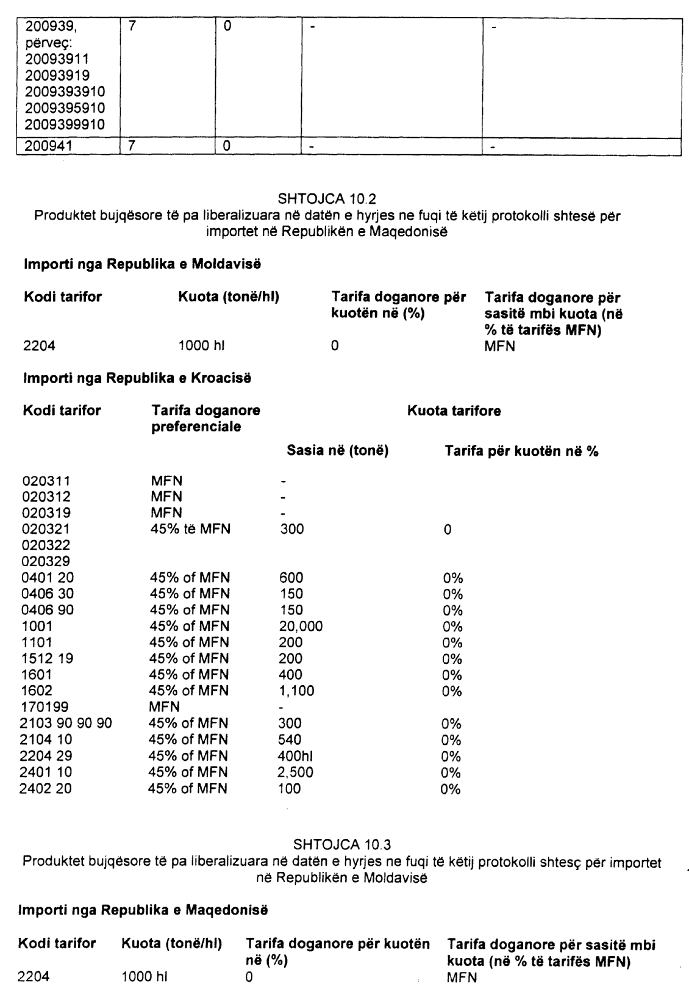 200939, 7 0 - -
përveç:
20093911
20093919
2009393910
2009395910
2009399910
200941 7 0 - -
SHTOJCA 10.2
Produktet bujqësore të pa liberalizuara në datën e hyrjes ne fuqi të këtij protokolli shtesë për
importet në Republikën e Maqedonisë
Importi nga Republika e Moldavisë
Kodi tarifor Kuota (tonë/hl) Tarifa doganore për Tarifa doganore për
kuotën në (%) sasitë mbi kuota (në
% të tarifës MFN)
2204 1000 hl 0 MFN
Importi nga Republika e Kroacisë
Kodi tarifor Tarifa doganore Kuota tarifore
preferenciale
Sasia në (tonë) Tarifa për kuotën në %
020311 MFN -
020312 MFN -
020319 MFN -
020321 45% të MFN 300 0
020322
020329
0401 20 45% of MFN 600 0%
0406 30 45% of MFN 150 0%
0406 90 45% of MFN 150 0%
1001 45% of MFN 20,000 0%
1101 45% of MFN 200 0%
1512 19 45% of MFN 200 0%
1601 45% of MFN 400 0%
1602 45% of MFN 1,100 0%
170199 MFN -
2103 90 90 90 45% of MFN 300 0%
2104 10 45% of MFN 540 0%
2204 29 45% of MFN 400hl 0%
2401 10 45% of MFN 2,500 0%
2402 20 45% of MFN 100 0%
SHTOJCA 10.3
Produktet bujqësore të pa liberalizuara në datën e hyrjes ne fuqi të këtij protokolli shtesç për importet
në Republikën e Moldavisë
Importi nga Republika e Maqedonisë
Kodi tarifor Kuota (tonë/hl) Tarifa doganore për kuotën Tarifa doganore për sasitë mbi
në (%) kuota (në % të tarifës MFN)
2204 1000 hl 0 MFN